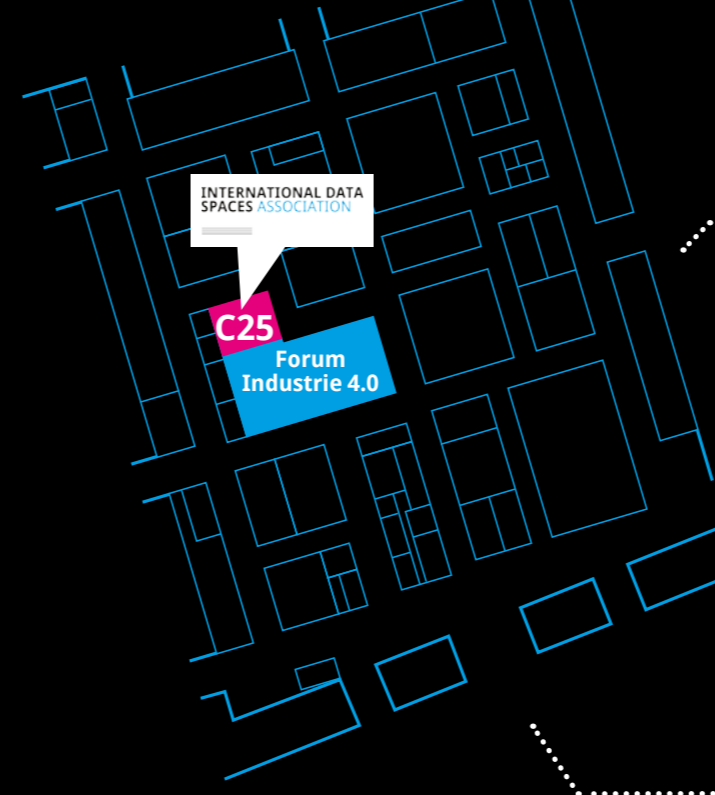 INTERNATIONAL DATA
SPACES ASSOCIATION
C25
Forum
Industrie 4.0